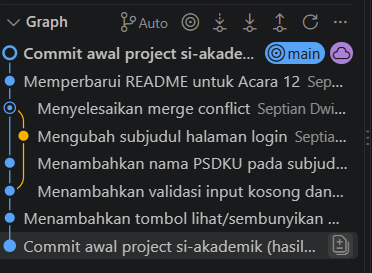 Graph Auto
Commit awal project si-akade... main
Memperbarui README untuk Acara 12 Sep...
Menyelesaikan merge conflict Septian Dwi...
Mengubah subjudul halaman login Septia...
Menambahkan nama PSDKU pada subjud...
Menambahkan validasi input kosong dan...
Menambahkan tombol lihat/sembunyikan ...
Commit awal project si-akademik (hasil...